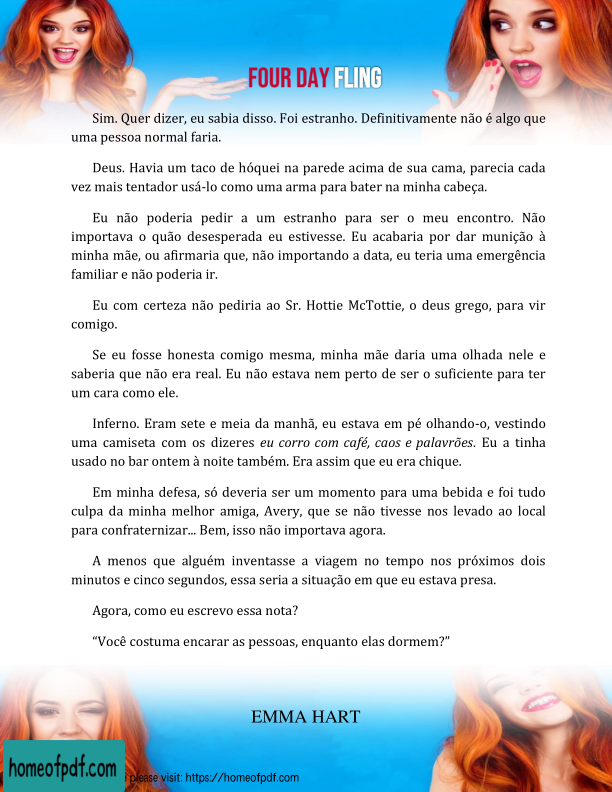 FOUR DAY FLING
Sim. Quer dizer, eu sabia disso. Foi estranho. Definitivamente não é algo que
uma pessoa normal faria.
Deus. Havia um taco de hóquei na parede acima de sua cama, parecia cada
vez mais tentador usá-lo como uma arma para bater na minha cabeça.
Eu não poderia pedir a um estranho para ser o meu encontro. Não
importava o quão desesperada eu estivesse. Eu acabaria por dar munição à
minha mãe, ou afirmaria que, não importando a data, eu teria uma emergência
familiar e não poderia ir.
Eu com certeza não pediria ao Sr. Hottie McTottie, o deus grego, para vir
comigo.
Se eu fosse honesta comigo mesma, minha mãe daria uma olhada nele e
saberia que não era real. Eu não estava nem perto de ser o suficiente para ter
um cara como ele.
Inferno. Eram sete e meia da manhã, eu estava em pé olhando-o, vestindo
uma camiseta com os dizeres eu corro com café, caos e palavrões. Eu a tinha
usado no bar ontem à noite também. Era assim que eu era chique.
Em minha defesa, só deveria ser um momento para uma bebida e foi tudo
culpa da minha melhor amiga, Avery, que se não tivesse nos levado ao local
para confraternizar... Bem, isso não importava agora.
A menos que alguém inventasse a viagem no tempo nos próximos dois
minutos e cinco segundos, essa seria a situação em que eu estava presa.
Agora, como eu escrevo essa nota?
“Você costuma encarar as pessoas, enquanto elas dormem?”
EMMA HART
homeofpdf.com
please visit: https://homeofpdf.com